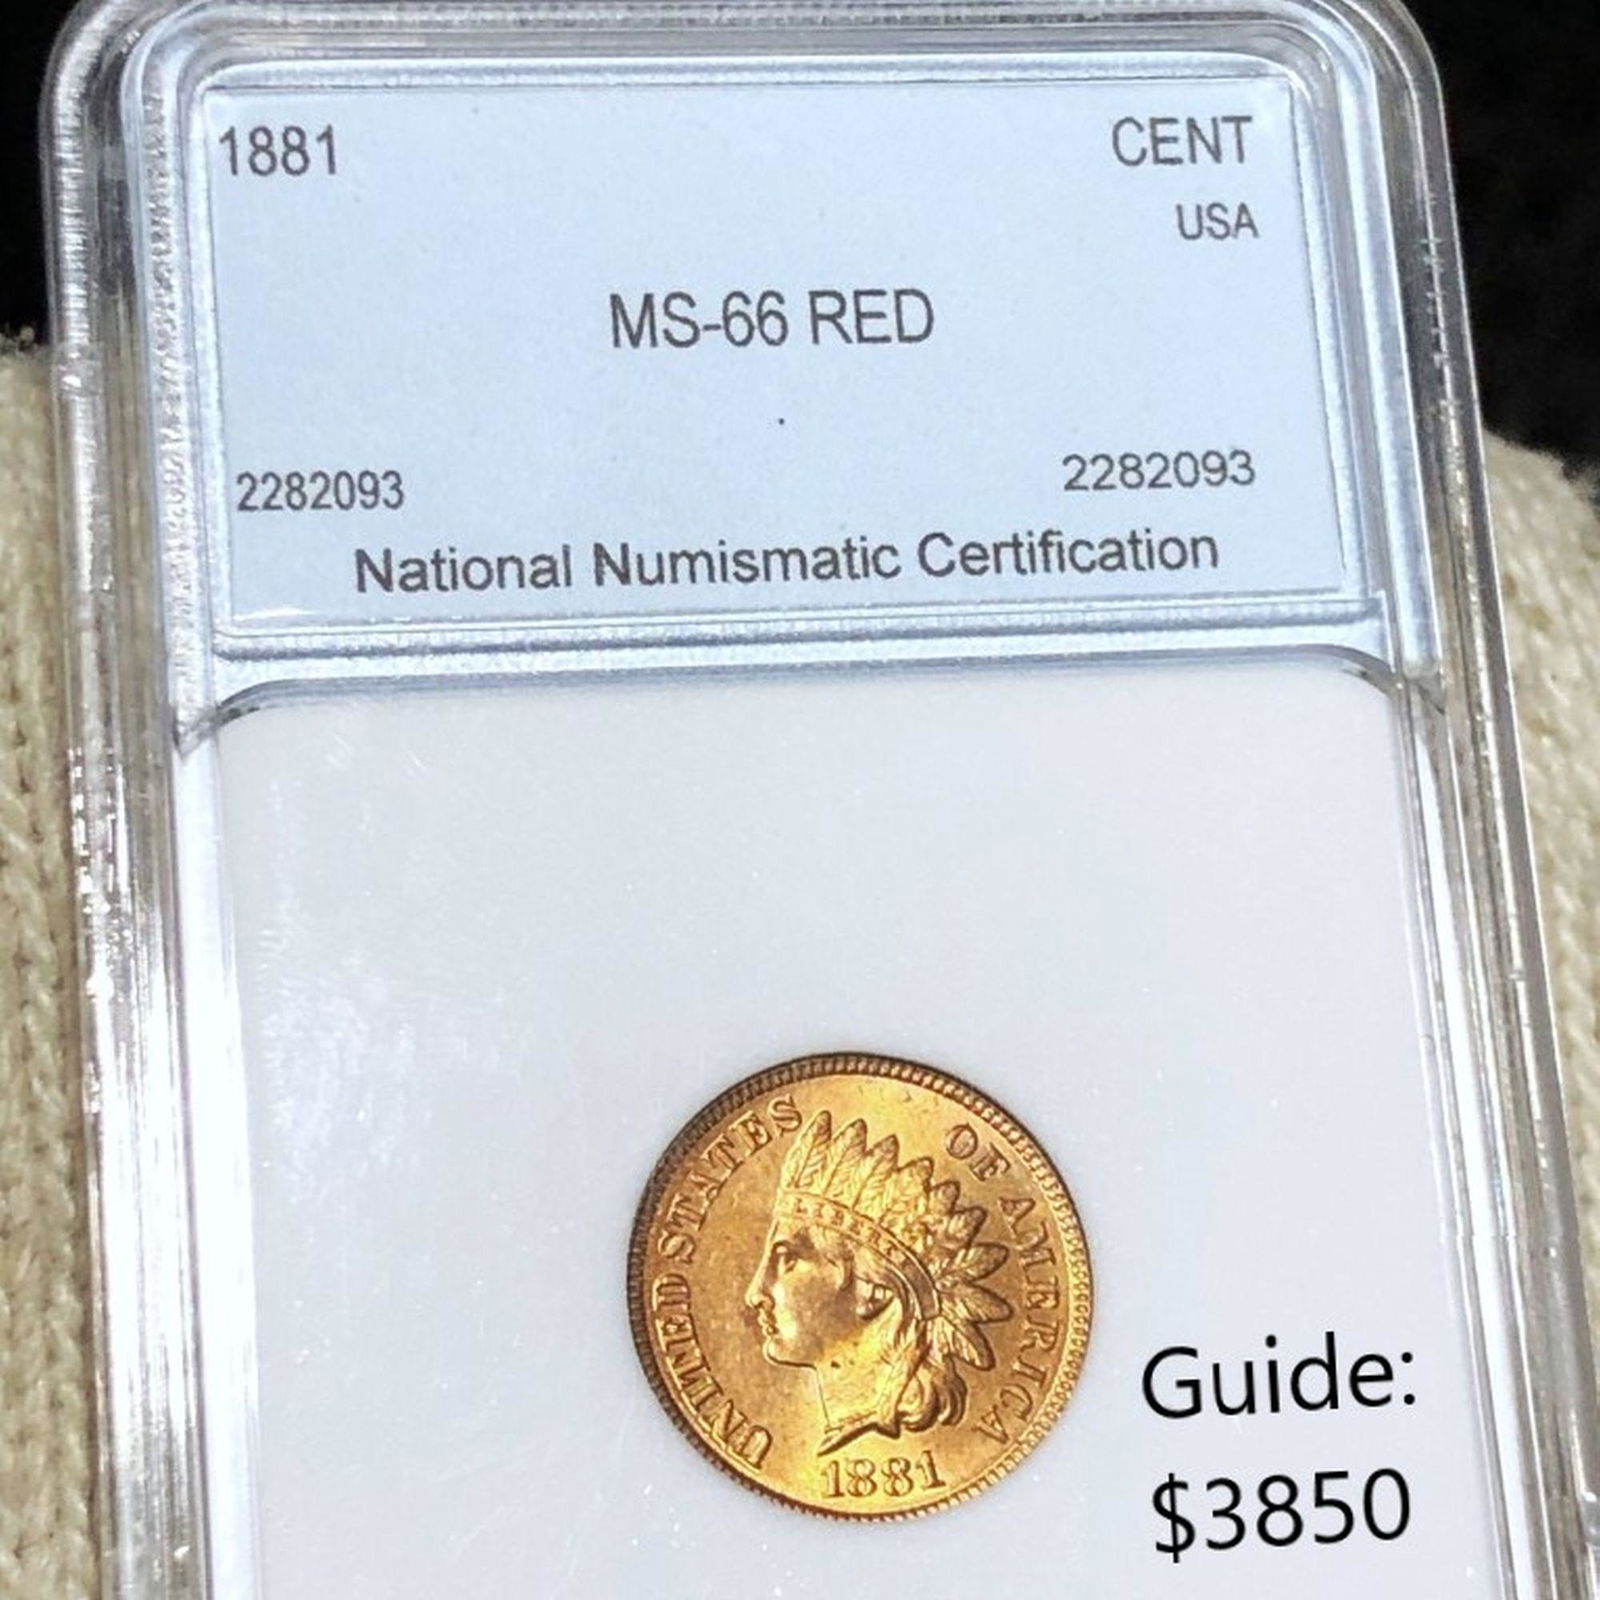 1881 CENT
USA
MS-66 RED
2282093 2282093
National Numismatic Certification
UNITED STATES OF AMERICA
LIBERTY
1881
Guide:
$3850